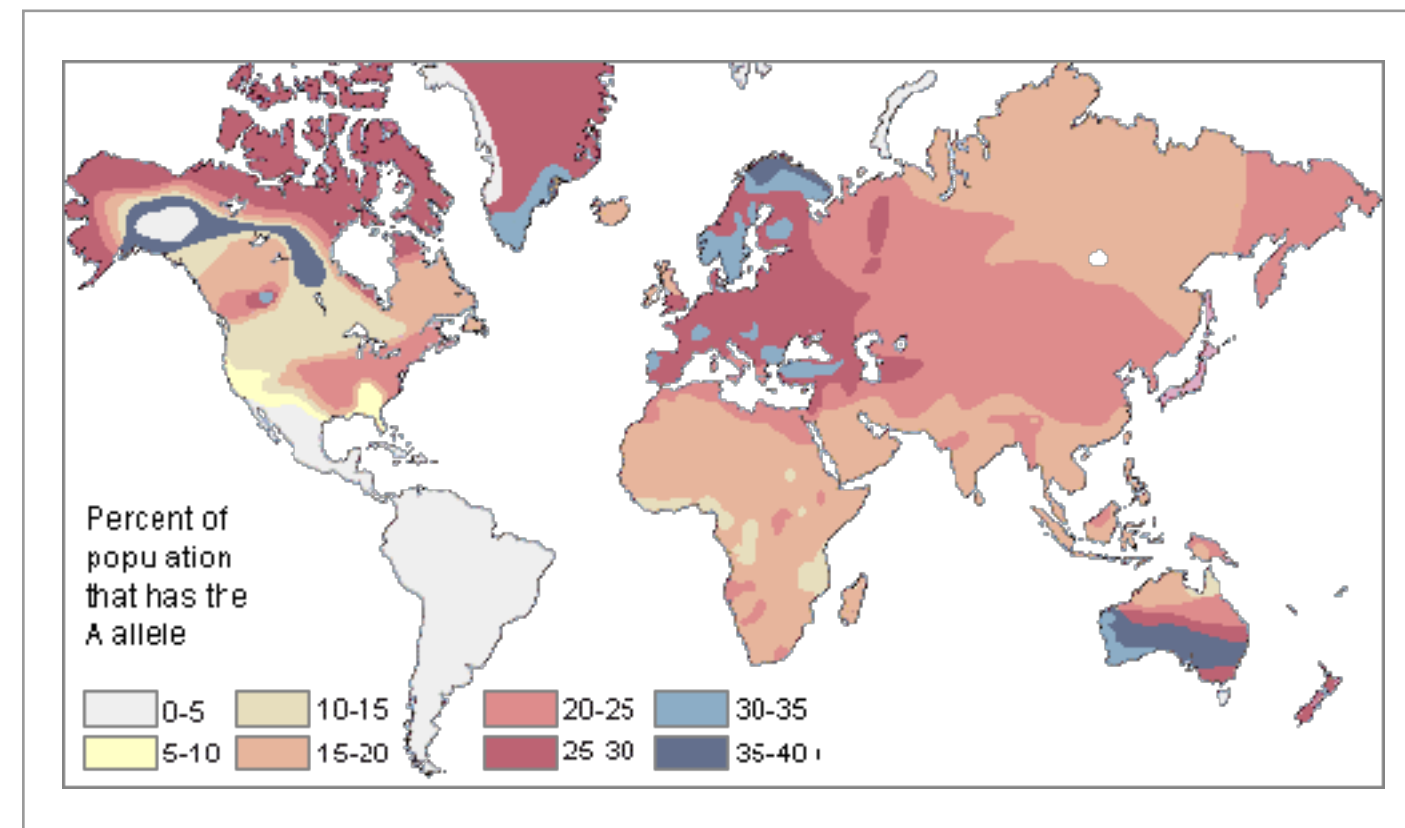 Percent of
popu ation
that has the
A allele
0-5
10-15
20-25
30-35
5-10
15-20
25 30
35-40